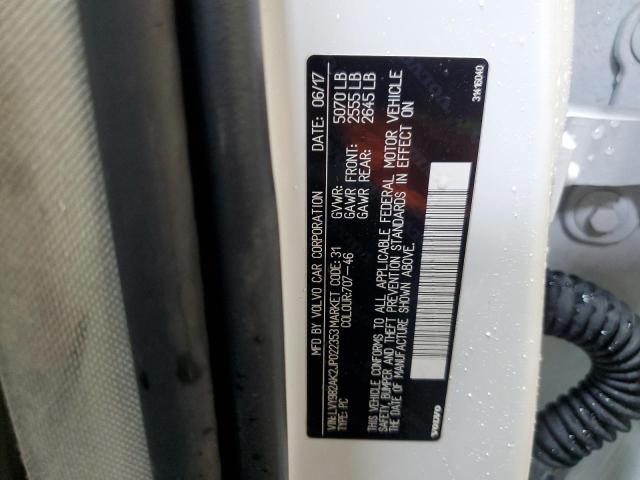 MFD BY VOLVO CAR CORPORATION DATE: 06/17
GVWR: 5070 LB
GAWR FRONT: 2555 LB
GAWR REAR: 2645 LB
VIN: LVY982AK2JP022353 MARKET CODE: 31
TYPE: PC COLOUR: 707-46
THIS VEHICLE CONFORMS TO ALL APPLICABLE FEDERAL MOTOR VEHICLE
SAFETY, BUMPER AND THEFT PREVENTION STANDARDS IN EFFECT ON
THE DATE OF MANUFACTURE SHOWN ABOVE.
VOLVO
31416040